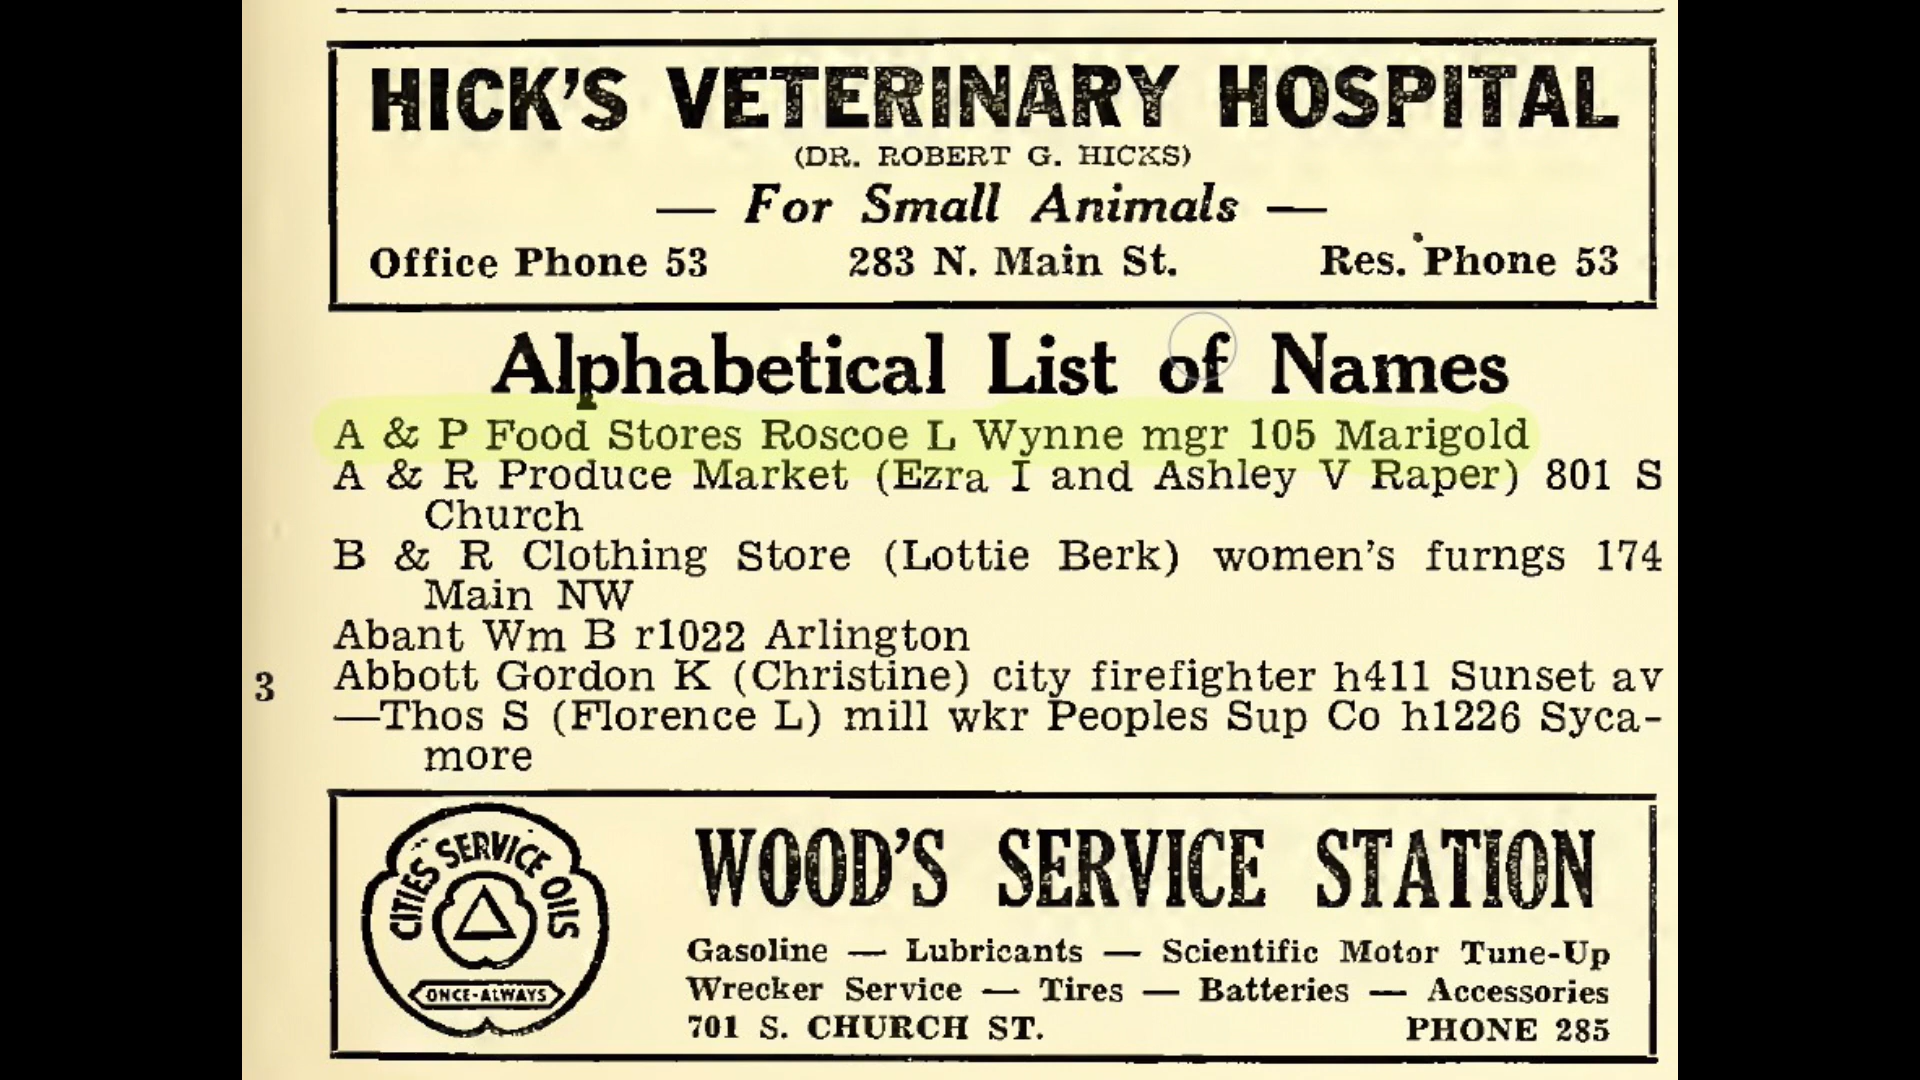 HICK'S VETERINARY HOSPITAL
(DR. ROBERT G. HICKS)
— For Small Animals —
Office Phone 53 283 N. Main St. Res. Phone 53
Alphabetical List of Names
A & P Food Stores Roscoe L Wynne mgr 105 Marigold
A & R Produce Market (Ezra I and Ashley V Raper) 801 S
Church
B & R Clothing Store (Lottie Berk) women's furngs 174
Main NW
Abant Wm B r1022 Arlington
3 Abbott Gordon K (Christine) city firefighter h411 Sunset av
—Thos S (Florence L) mill wkr Peoples Sup Co h1226 Syca-
more
CITIES SERVICE OILS
ONCE-ALWAYS
WOOD'S SERVICE STATION
Gasoline — Lubricants — Scientific Motor Tune-Up
Wrecker Service — Tires — Batteries — Accessories
701 S. CHURCH ST. PHONE 285